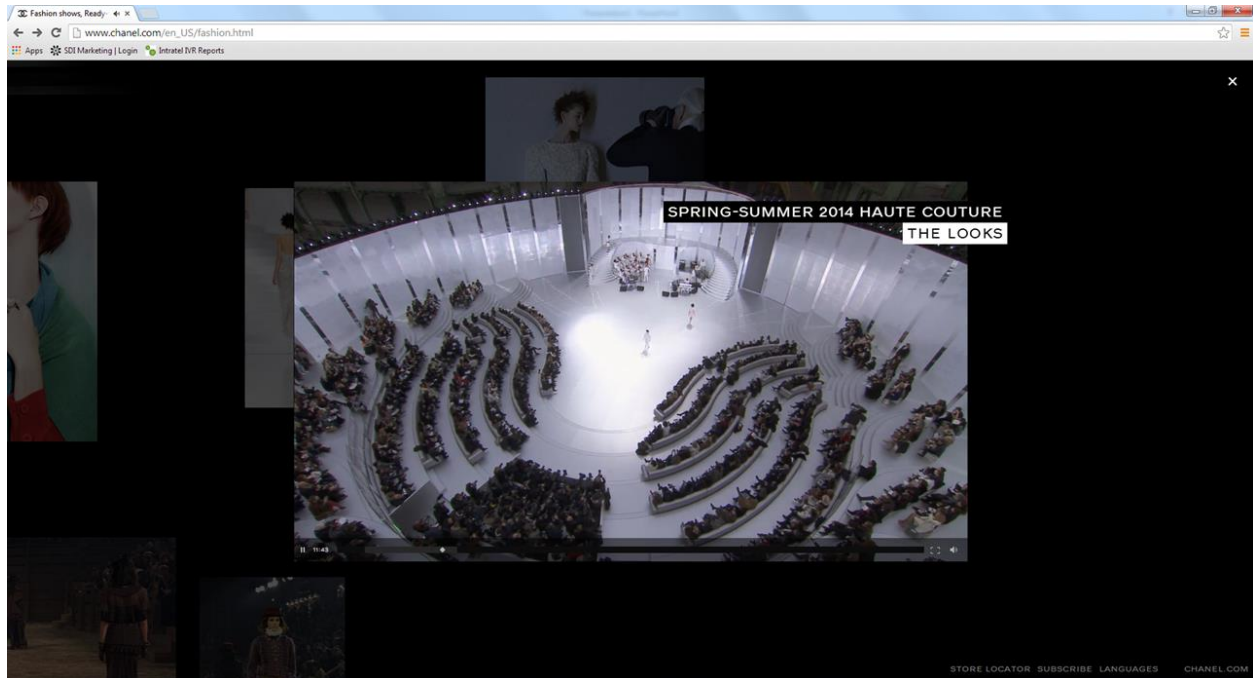 Fashion shows, Ready-
www.chanel.com/en_US/fashion.html
Apps SDI Marketing | Login Intratel IVR Reports
SPRING-SUMMER 2014 HAUTE COUTURE
THE LOOKS
11:43
STORE LOCATOR SUBSCRIBE LANGUAGES CHANEL.COM